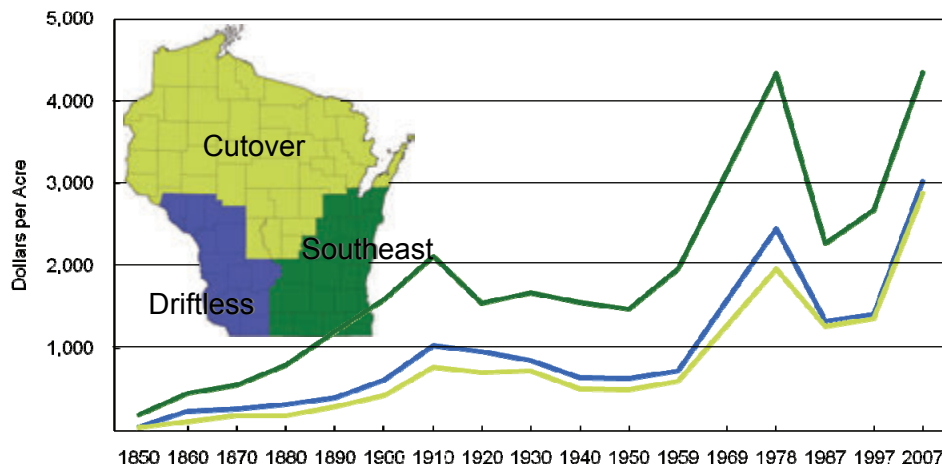 5,000
4,000
3,000
2,000
1,000
Dollars per Acre
Cutover
Southeast
Driftless
1850 1860 1870 1880 1890 1900 1910 1920 1930 1940 1950 1959 1969 1978 1987 1997 2007